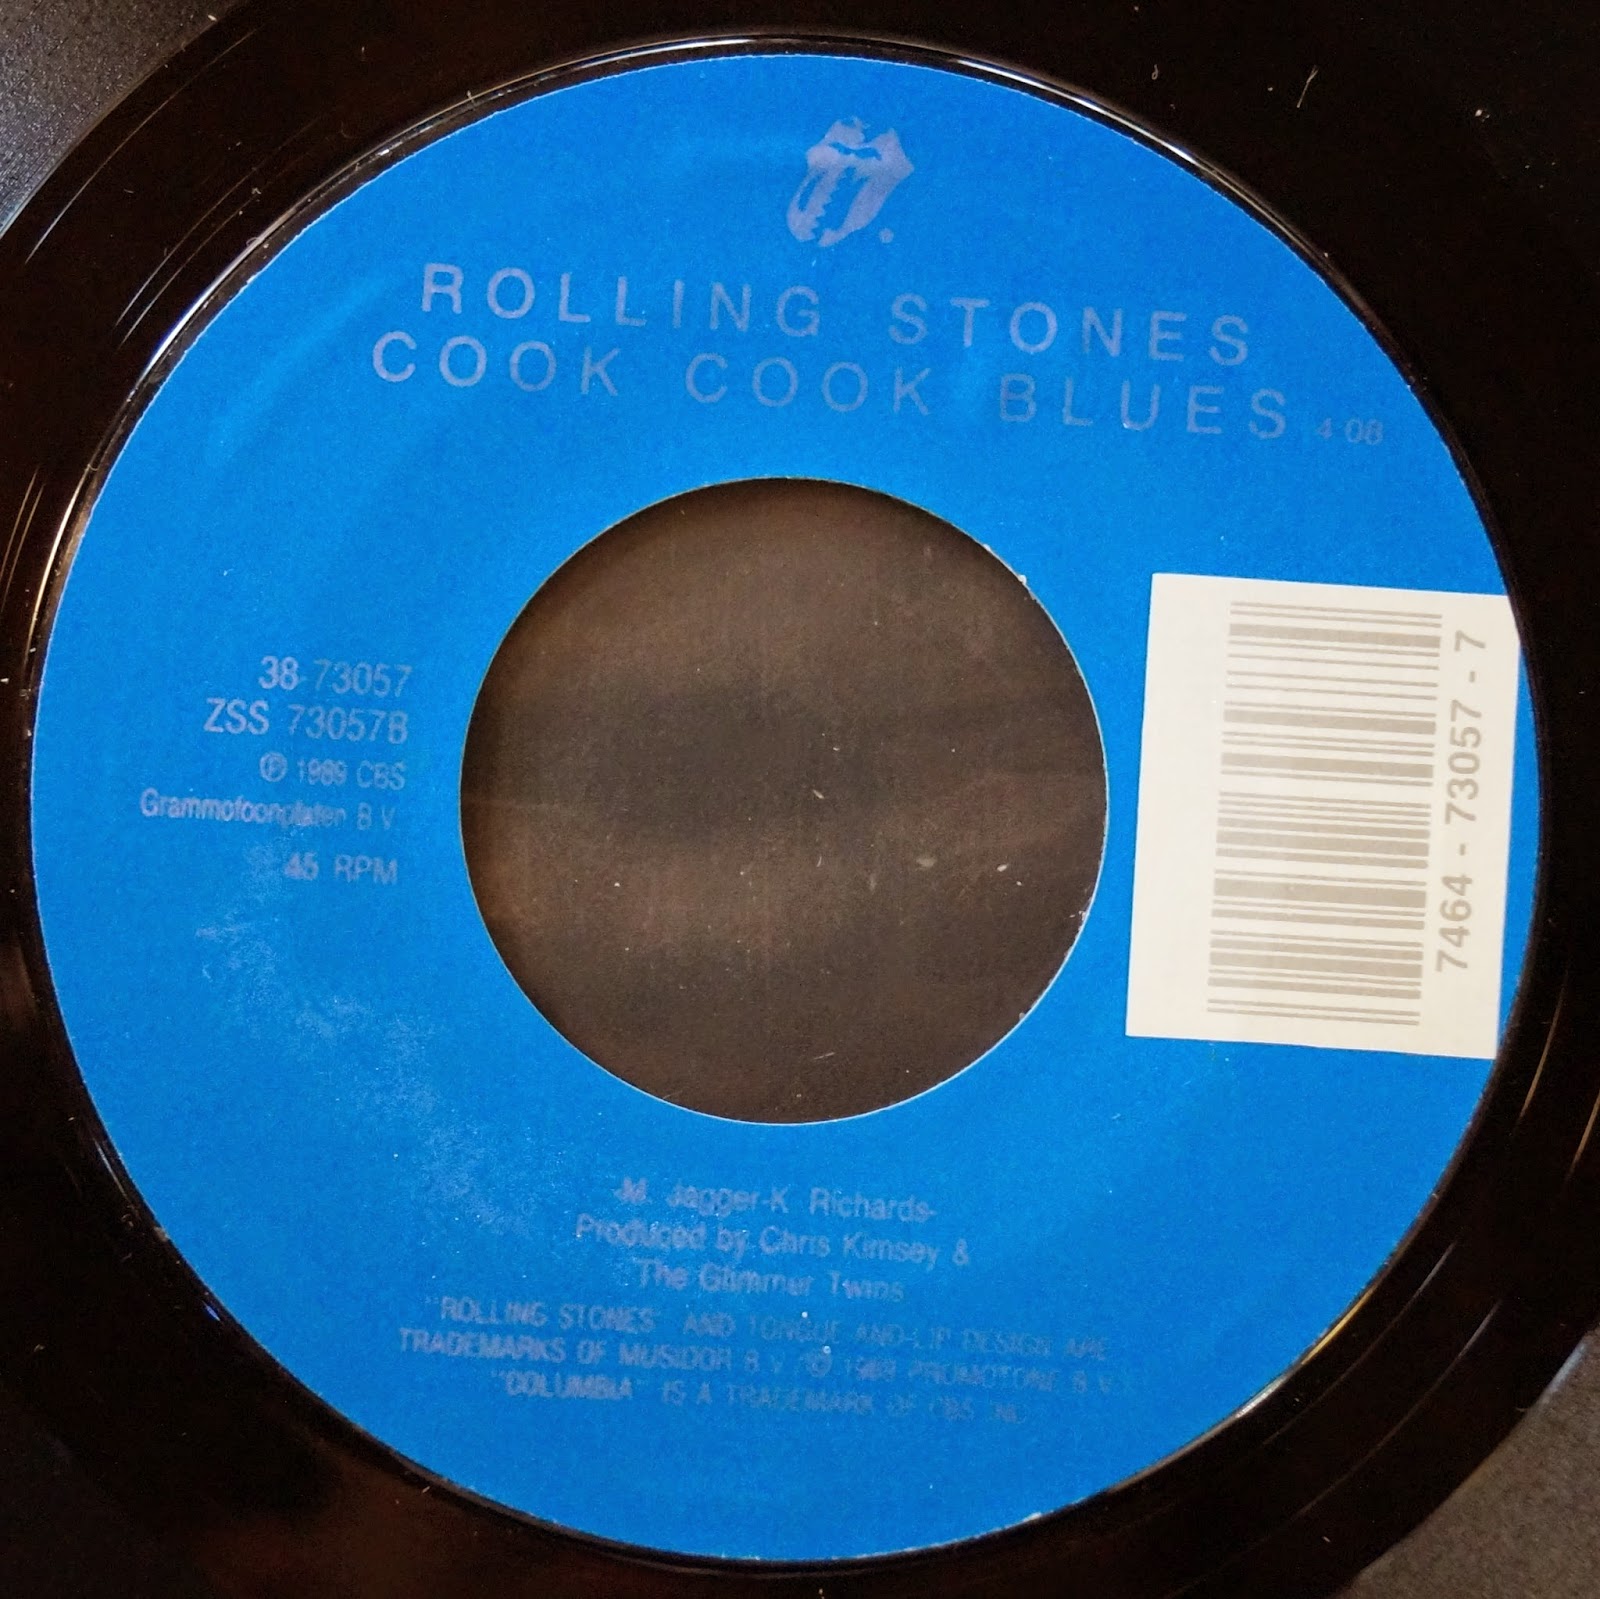 ROLLING STONES
COOK COOK BLUES 4:08
38-73057
ZSS 73057B
℗ 1989 CBS
Grammofoonplaten B.V.
45 RPM
7464 - 73057 - 7
-M. Jagger-K. Richards-
Produced by Chris Kimsey &
The Glimmer Twins
"ROLLING STONES" AND TONGUE-AND-LIP DESIGN ARE
TRADEMARKS OF MUSIDOR B.V./© 1989 PROMOTONE B.V./
"COLUMBIA" IS A TRADEMARK OF CBS INC.